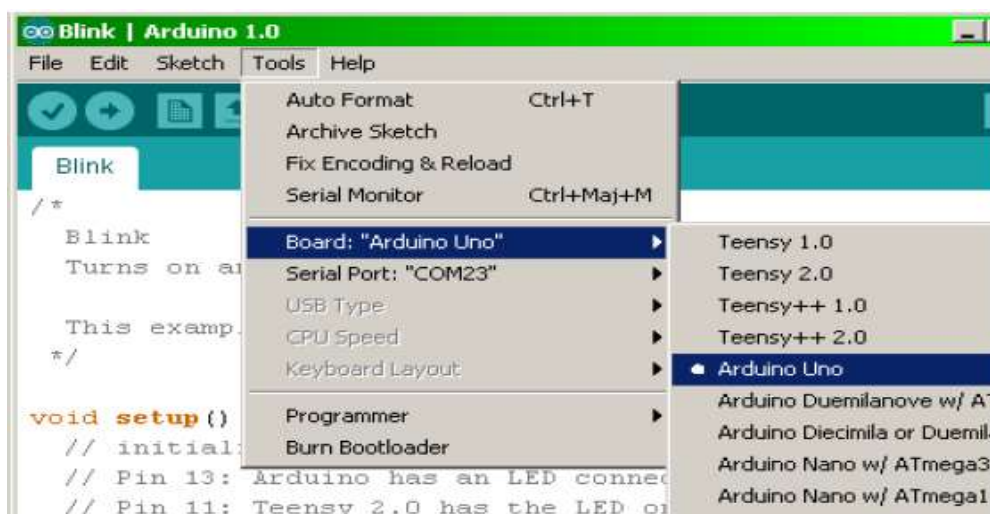 Blink | Arduino 1.0
File Edit Sketch Tools Help
Auto Format Ctrl+T
Archive Sketch
Fix Encoding & Reload
Serial Monitor Ctrl+Maj+M
Board: "Arduino Uno"
Serial Port: "COM23"
USB Type
CPU Speed
Keyboard Layout
Programmer
Burn Bootloader
Teensy 1.0
Teensy 2.0
Teensy++ 1.0
Teensy++ 2.0
Arduino Uno
Arduino Duemilanove w/ AT
Arduino Diecimila or Duemil
Arduino Nano w/ ATmega3
Arduino Nano w/ ATmega1
Blink
/*
Blink
Turns on a
This examp
*/
void setup()
// initial
// Pin 13: Arduino has an LED connec
// Pin 11: Teensy 2.0 has the LED o